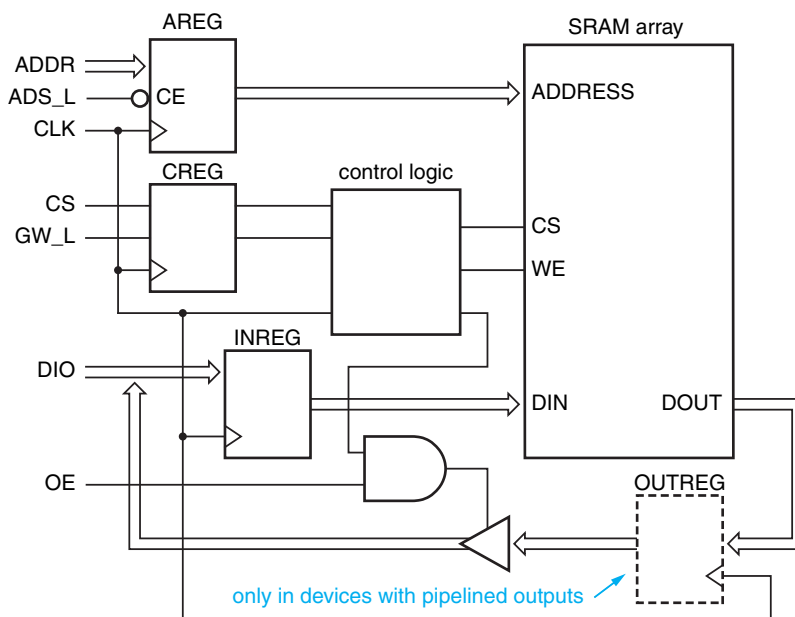 AREG
SRAM array
ADDR
ADS_L
CE
ADDRESS
CLK
CREG
control logic
CS
GW_L
CS
WE
INREG
DIO
DIN
DOUT
OE
OUTREG
only in devices with pipelined outputs